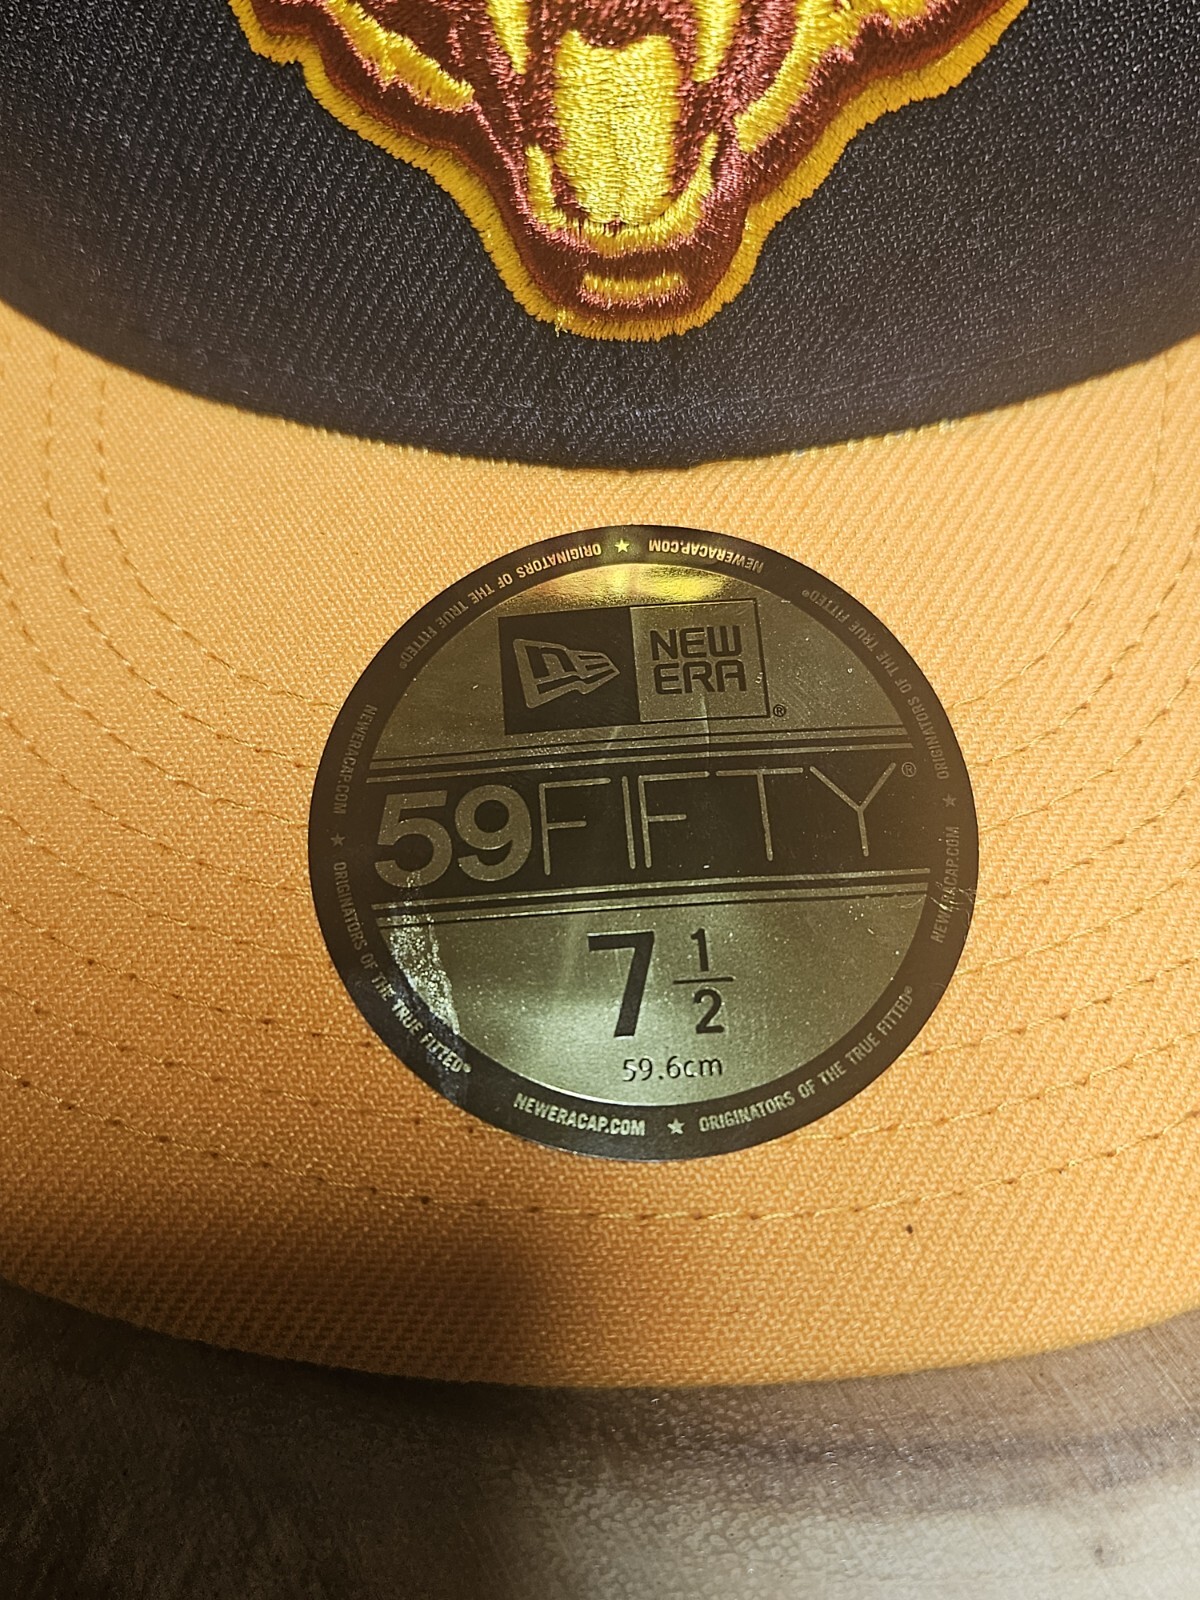 NEWERACAP.COM ★ ORIGINATORS OF THE TRUE FITTED®
NEW
ERA
®
59FIFTY®
7 1/2
59.6cm
NEWERACAP.COM ★ ORIGINATORS OF THE TRUE FITTED®
NEWERACAP.COM ★ ORIGINATORS OF THE TRUE FITTED®
NEWERACAP.COM ★ ORIGINATORS OF THE TRUE FITTED®